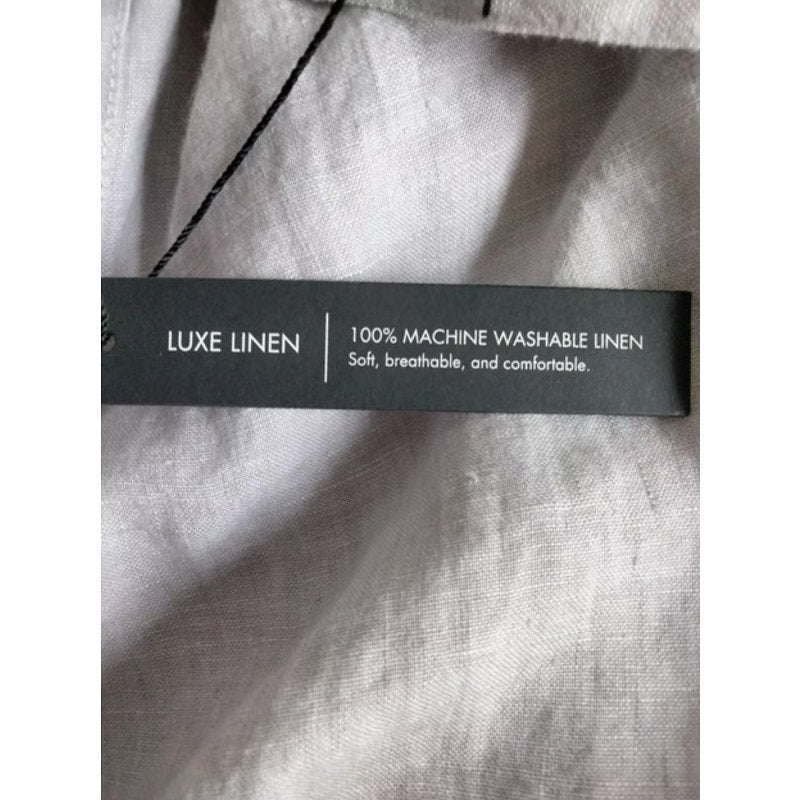 LUXE LINEN
100% MACHINE WASHABLE LINEN
Soft, breathable, and comfortable.